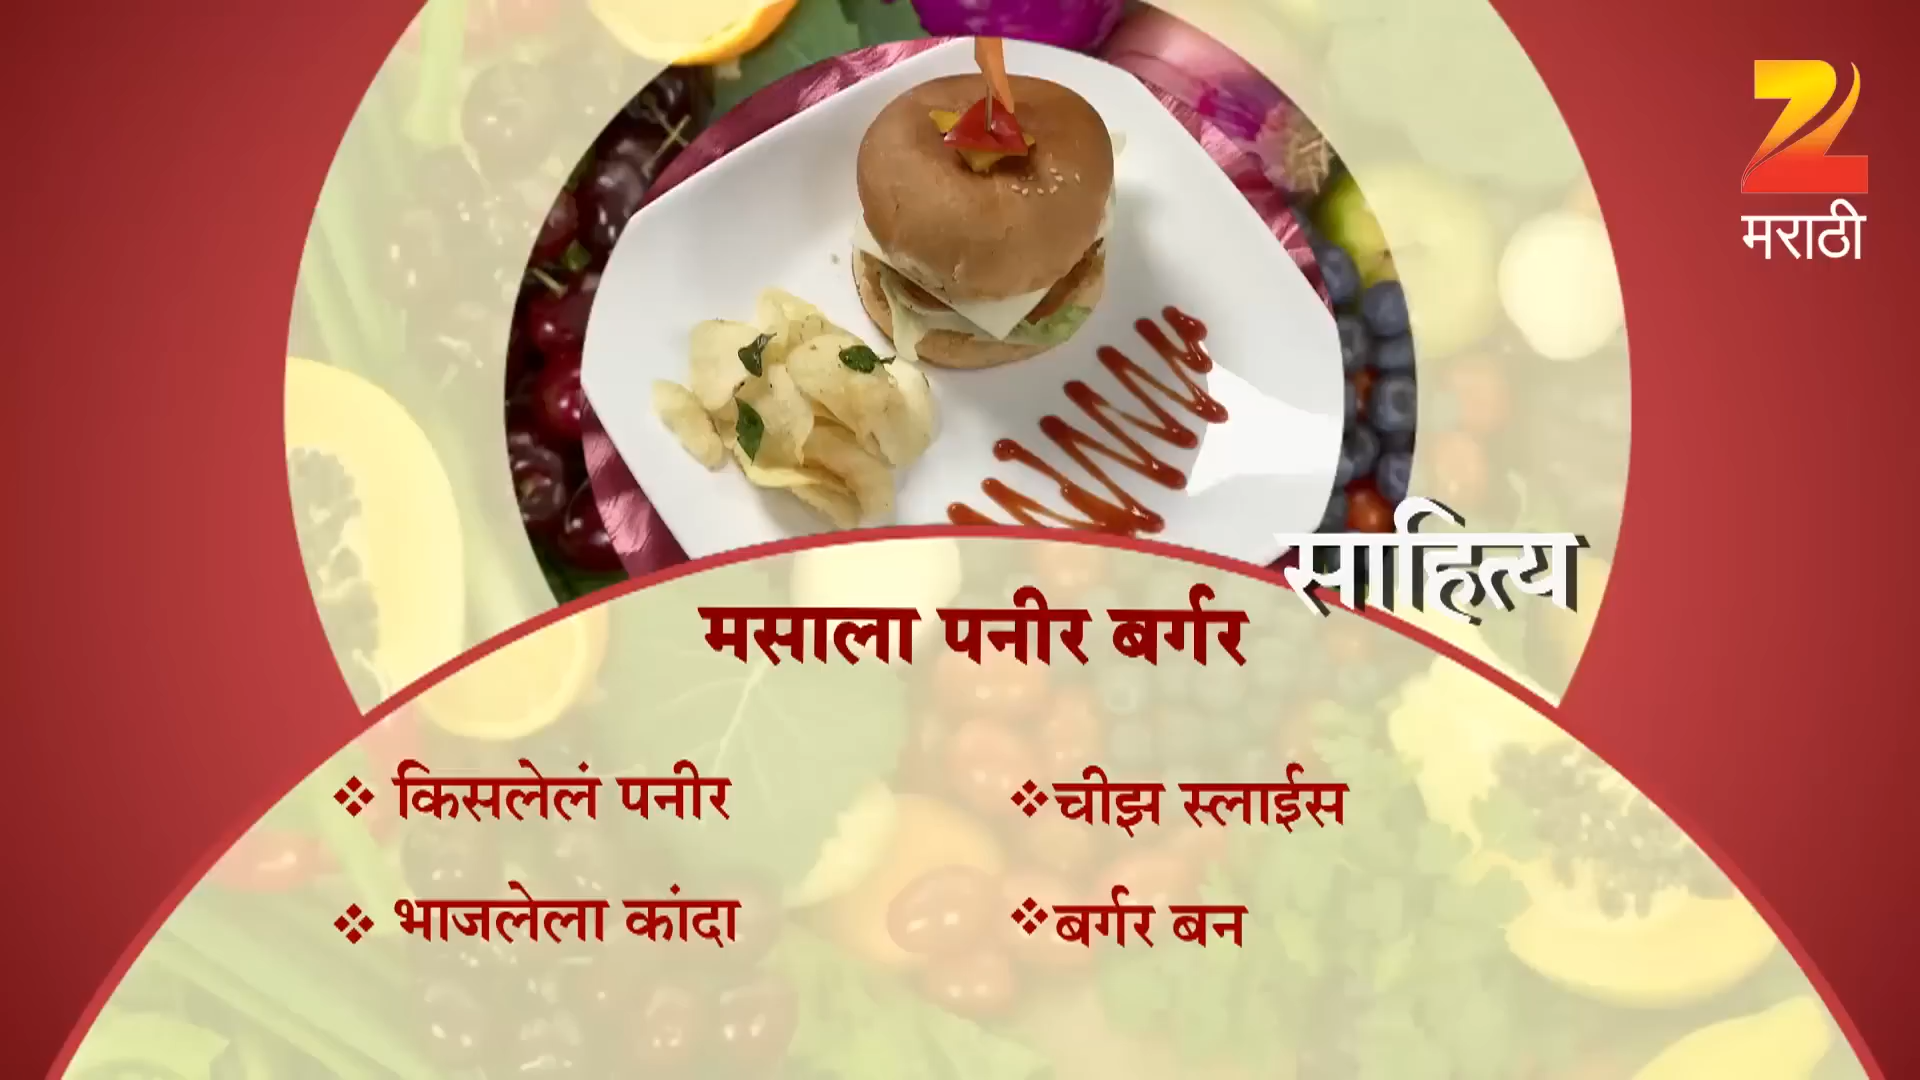 Z
मराठी
साहित्य
मसाला पनीर बर्गर
❖ किसलेलं पनीर
❖ चीझ स्लाईस
❖ भाजलेला कांदा
❖ बर्गर बन